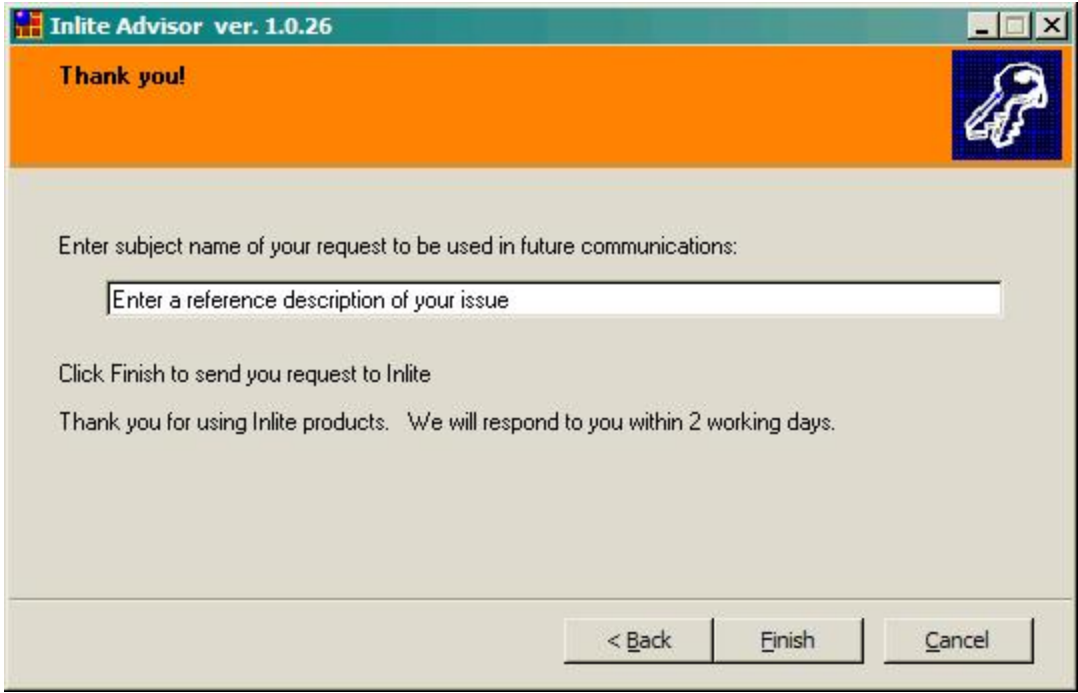 Inlite Advisor ver. 1.0.26
Thank you!
Enter subject name of your request to be used in future communications:
Enter a reference description of your issue
Click Finish to send you request to Inlite
Thank you for using Inlite products. We will respond to you within 2 working days.
< Back Finish Cancel